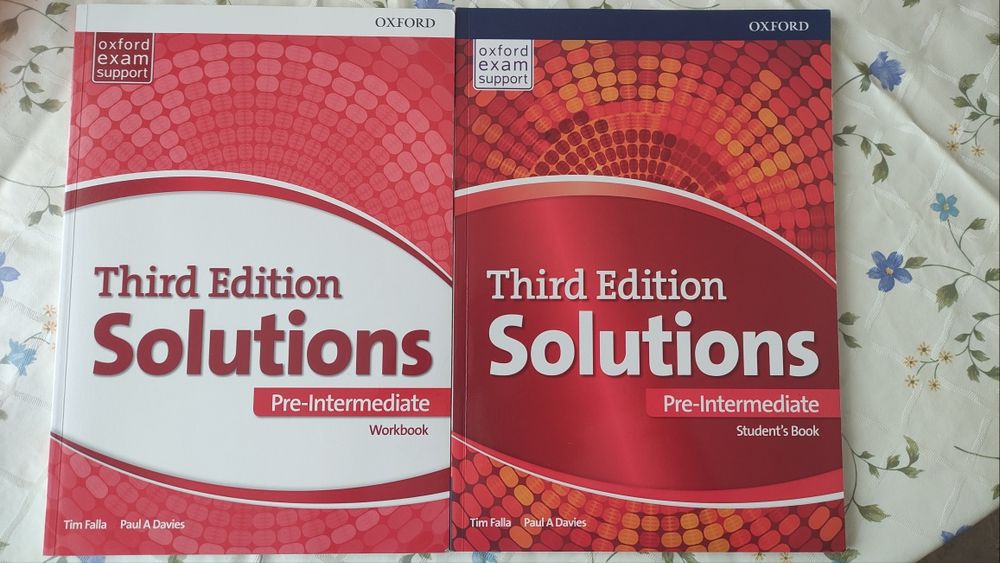 OXFORD
oxford
exam
support
Third Edition
Solutions
Pre-Intermediate
Workbook
Tim Falla Paul A Davies
OXFORD
oxford
exam
support
Third Edition
Solutions
Pre-Intermediate
Student's Book
Tim Falla Paul A Davies